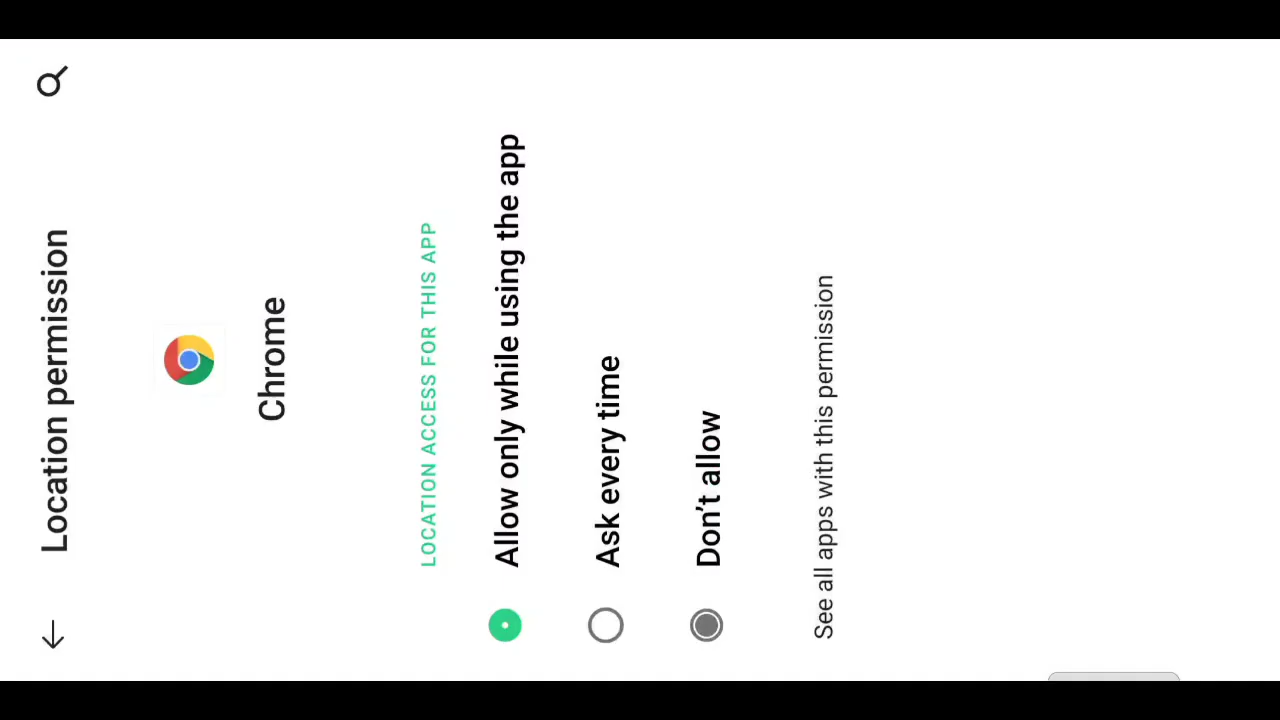 Location permission
Chrome
LOCATION ACCESS FOR THIS APP
Allow only while using the app
Ask every time
Don't allow
See all apps with this permission